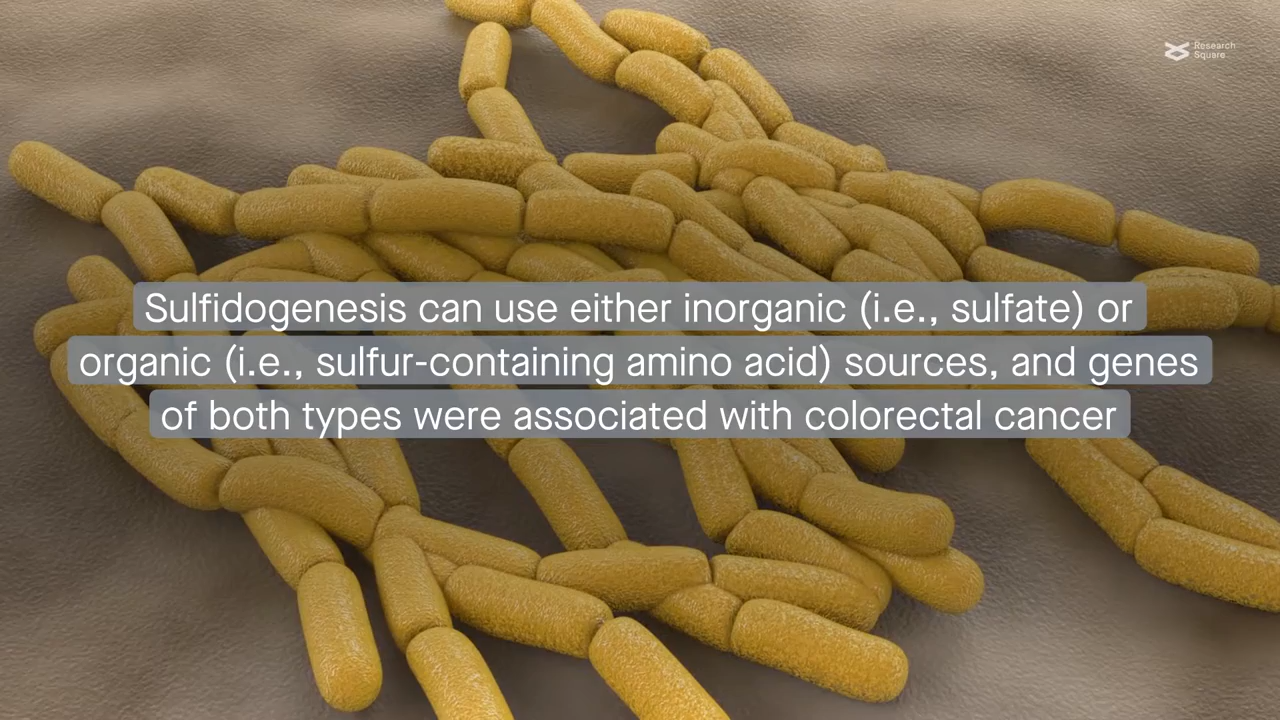 Research
Square
Sulfidogenesis can use either inorganic (i.e., sulfate) or
organic (i.e., sulfur-containing amino acid) sources, and genes
of both types were associated with colorectal cancer